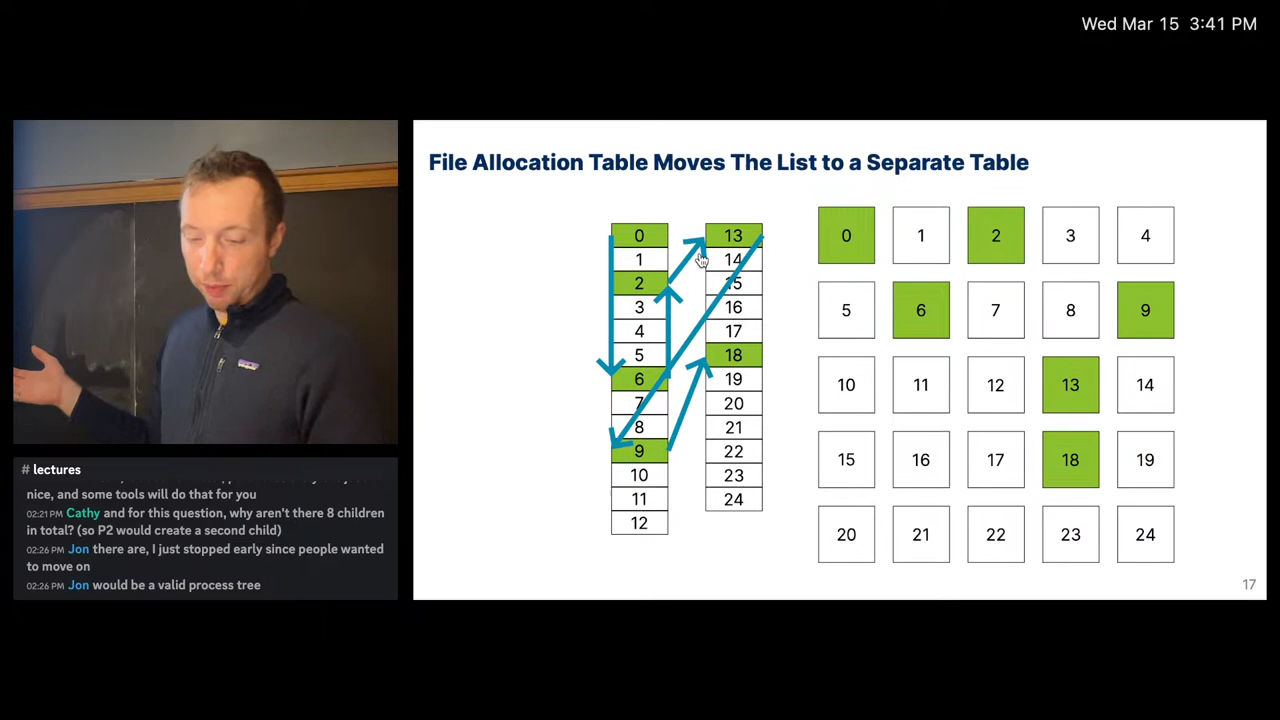 Wed Mar 15 3:41 PM
File Allocation Table Moves The List to a Separate Table
0
1
2
3
4
5
6
7
8
9
10
11
12
13
14
15
16
17
18
19
20
21
22
23
24
0 1 2 3 4
5 6 7 8 9
10 11 12 13 14
15 16 17 18 19
20 21 22 23 24
17
# lectures
nice, and some tools will do that for you
02:21 PM Cathy and for this question, why aren't there 8 children
in total? (so P2 would create a second child)
02:26 PM Jon there are, I just stopped early since people wanted
to move on
02:26 PM Jon would be a valid process tree